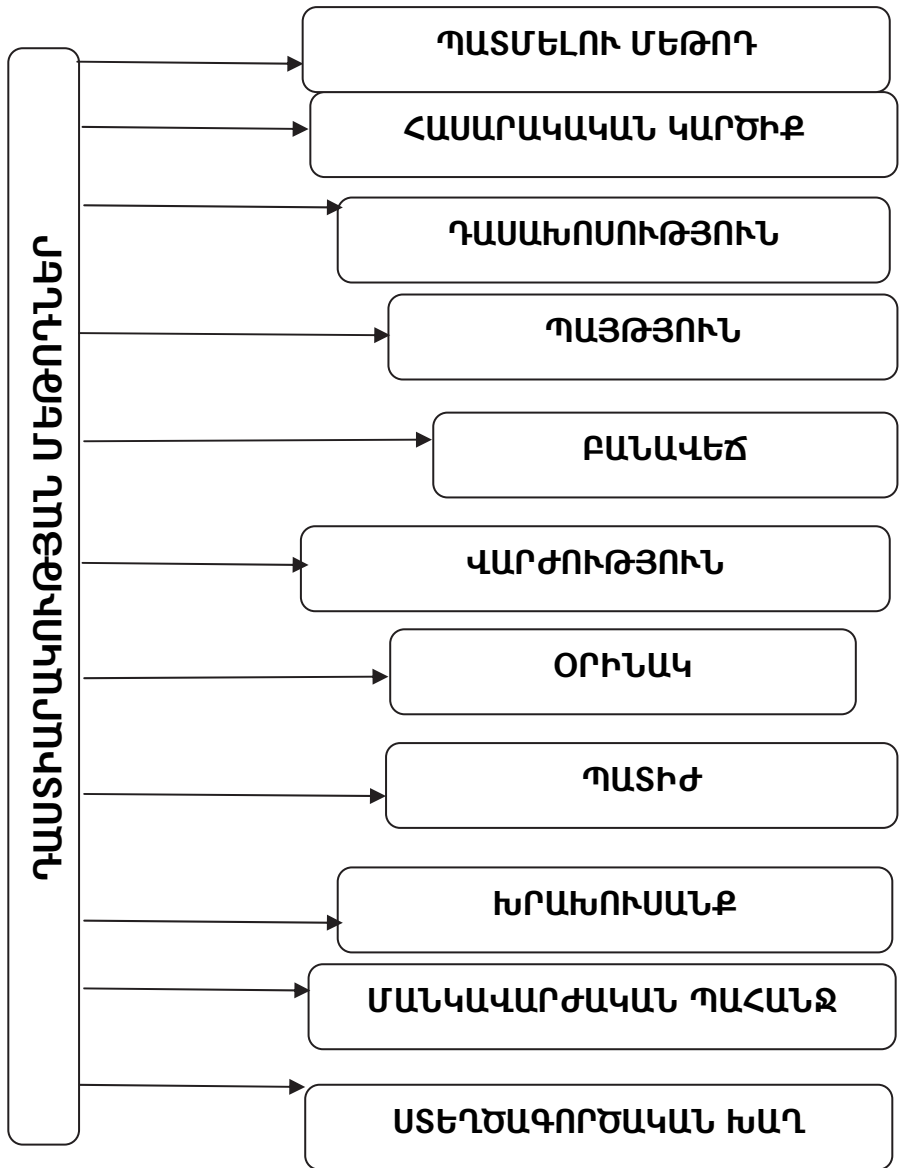 ԴԱՍՏԻԱՐԱԿՈՒԹՅԱՆ ՄԵԹՈԴՆԵՐ
ՊԱՏՄԵԼՈՒ ՄԵԹՈԴ
ՀԱՍԱՐԱԿԱԿԱՆ ԿԱՐԾԻՔ
ԴԱՍԱԽՈՍՈՒԹՅՈՒՆ
ՊԱՅԹՅՈՒՆ
ԲԱՆԱՎԵՃ
ՎԱՐԺՈՒԹՅՈՒՆ
ՕՐԻՆԱԿ
ՊԱՏԻԺ
ԽՐԱԽՈՒՍԱՆՔ
ՄԱՆԿԱՎԱՐԺԱԿԱՆ ՊԱՀԱՆՋ
ՍՏԵՂԾԱԳՈՐԾԱԿԱՆ ԽԱՂ